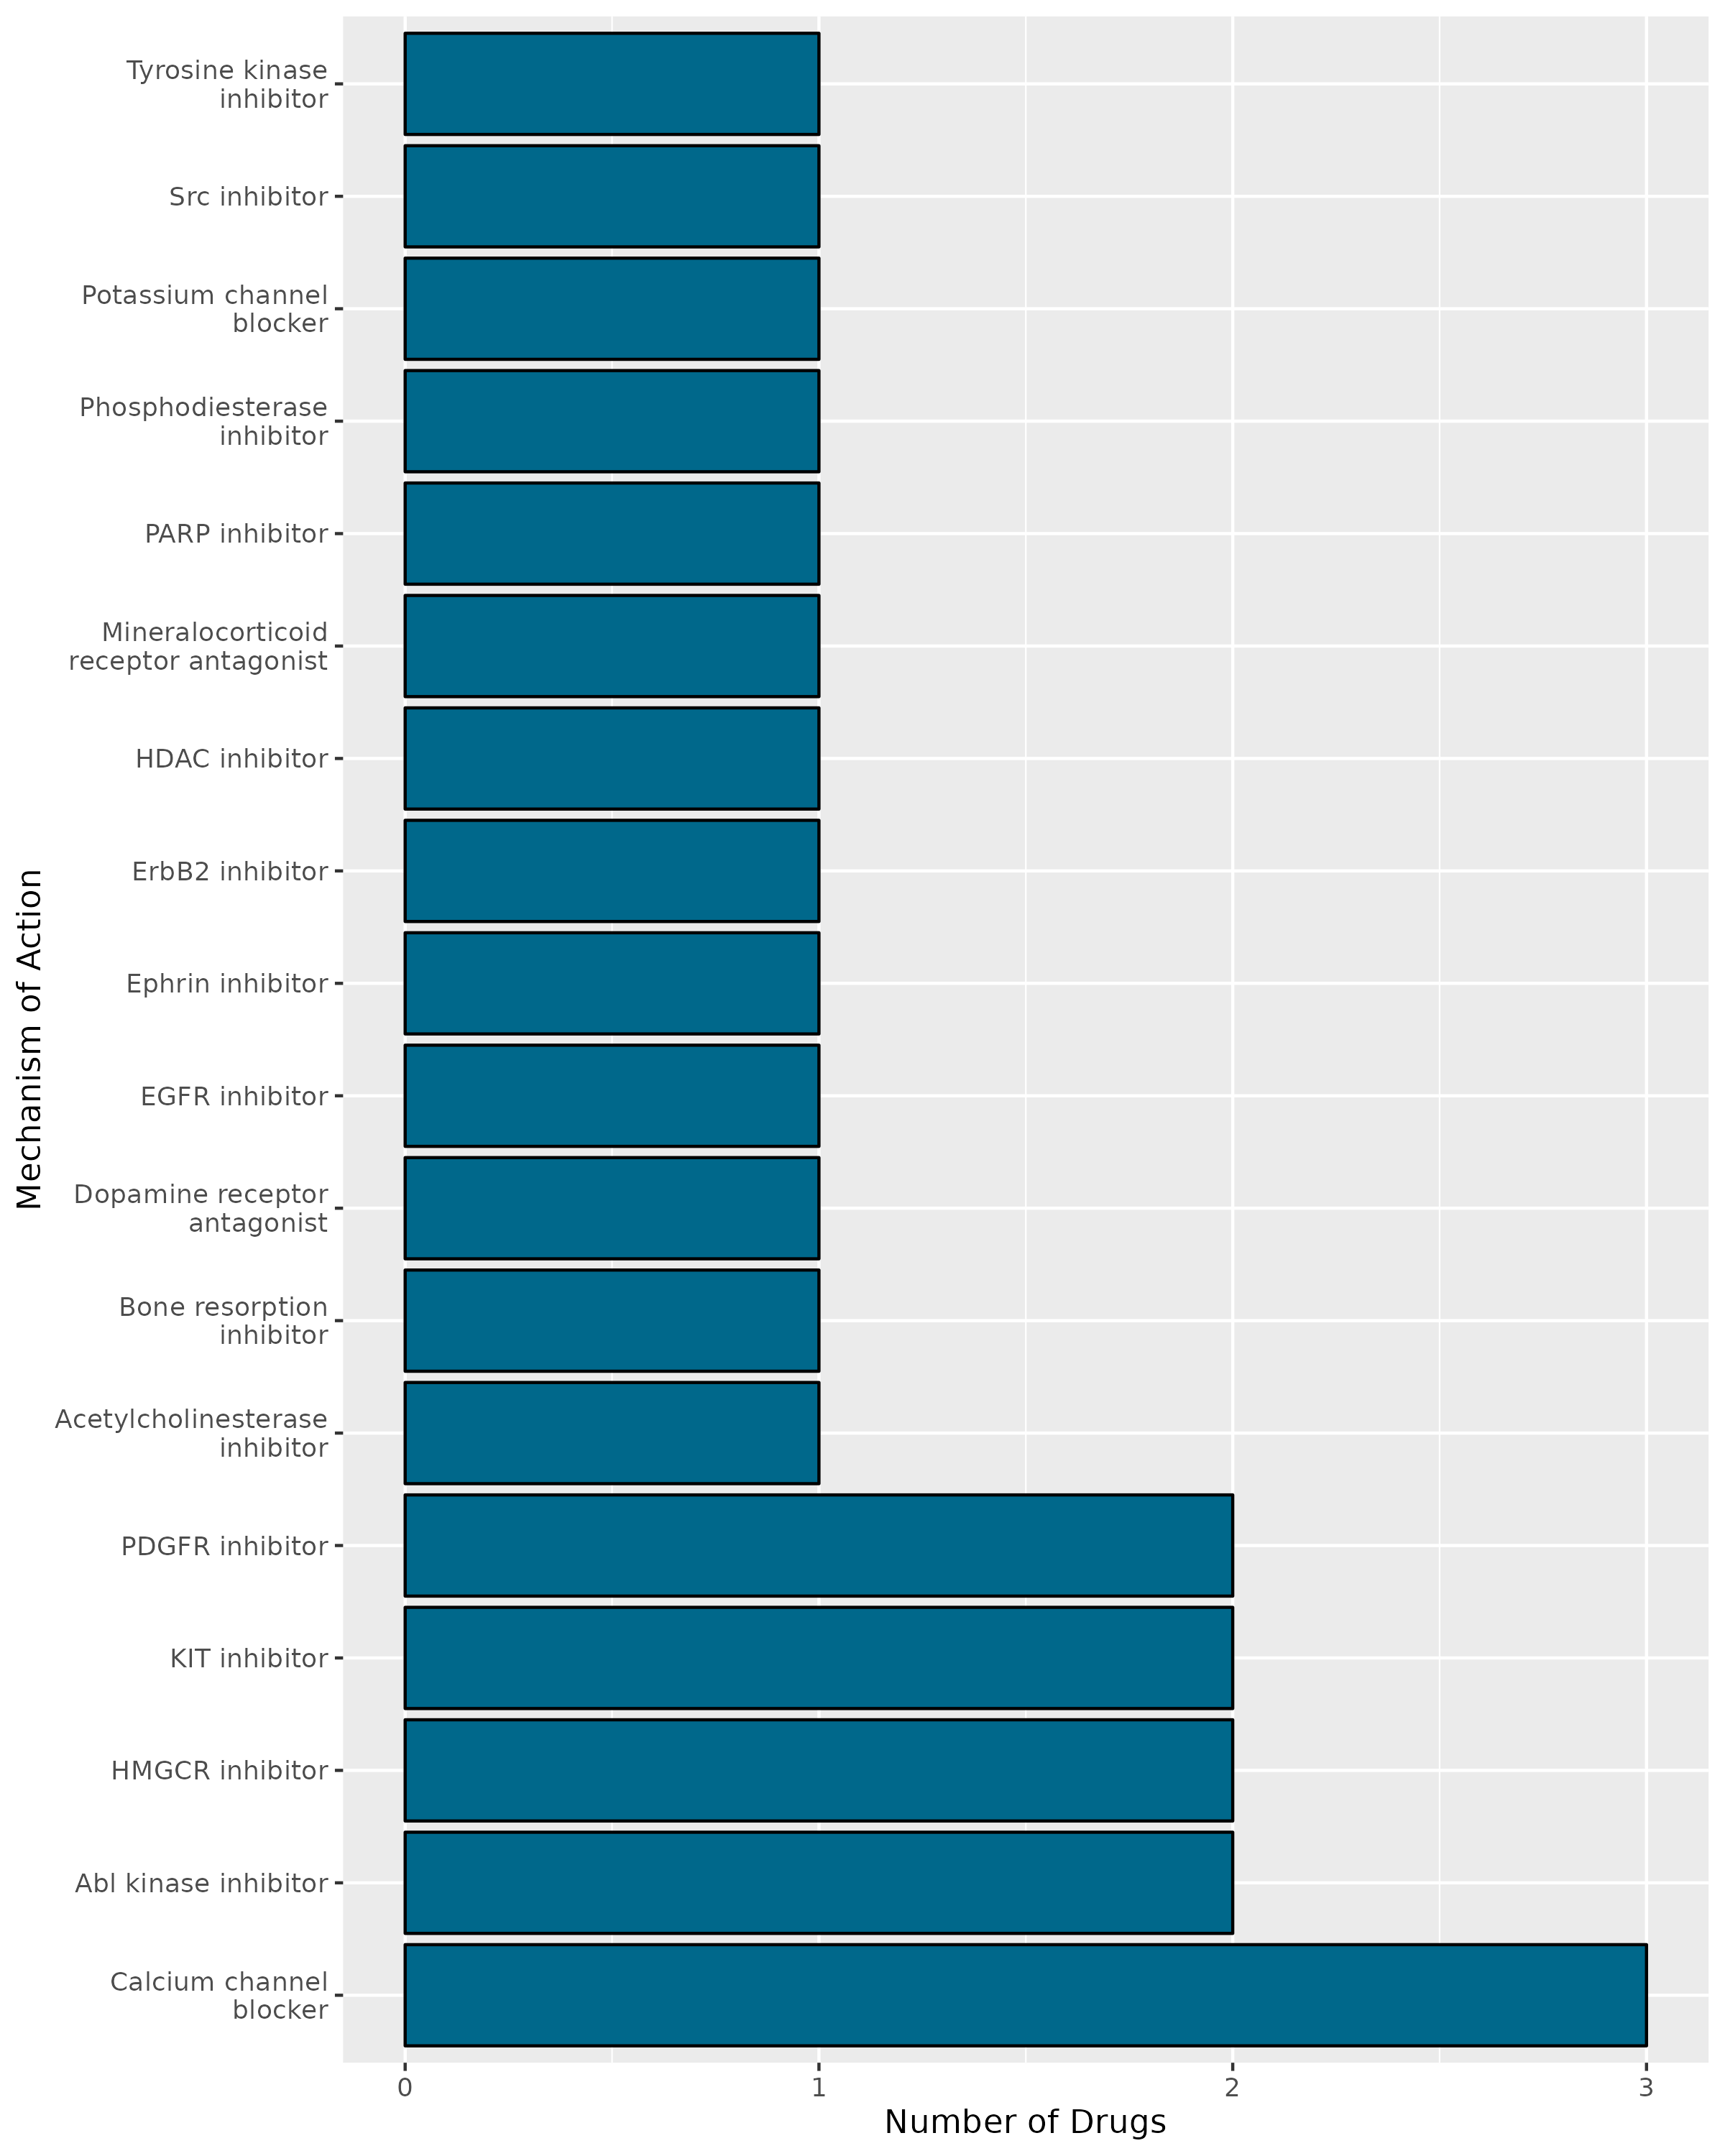 Tyrosine kinase
inhibitor
Src inhibitor
Potassium channel
blocker
Phosphodiesterase
inhibitor
PARP inhibitor
Mineralocorticoid
receptor antagonist
HDAC inhibitor
ErbB2 inhibitor
Ephrin inhibitor
EGFR inhibitor
Dopamine receptor
antagonist
Bone resorption
inhibitor
Acetylcholinesterase
inhibitor
PDGFR inhibitor
KIT inhibitor
HMGCR inhibitor
Abl kinase inhibitor
Calcium channel
blocker
Mechanism of Action
0 1 2 3
Number of Drugs